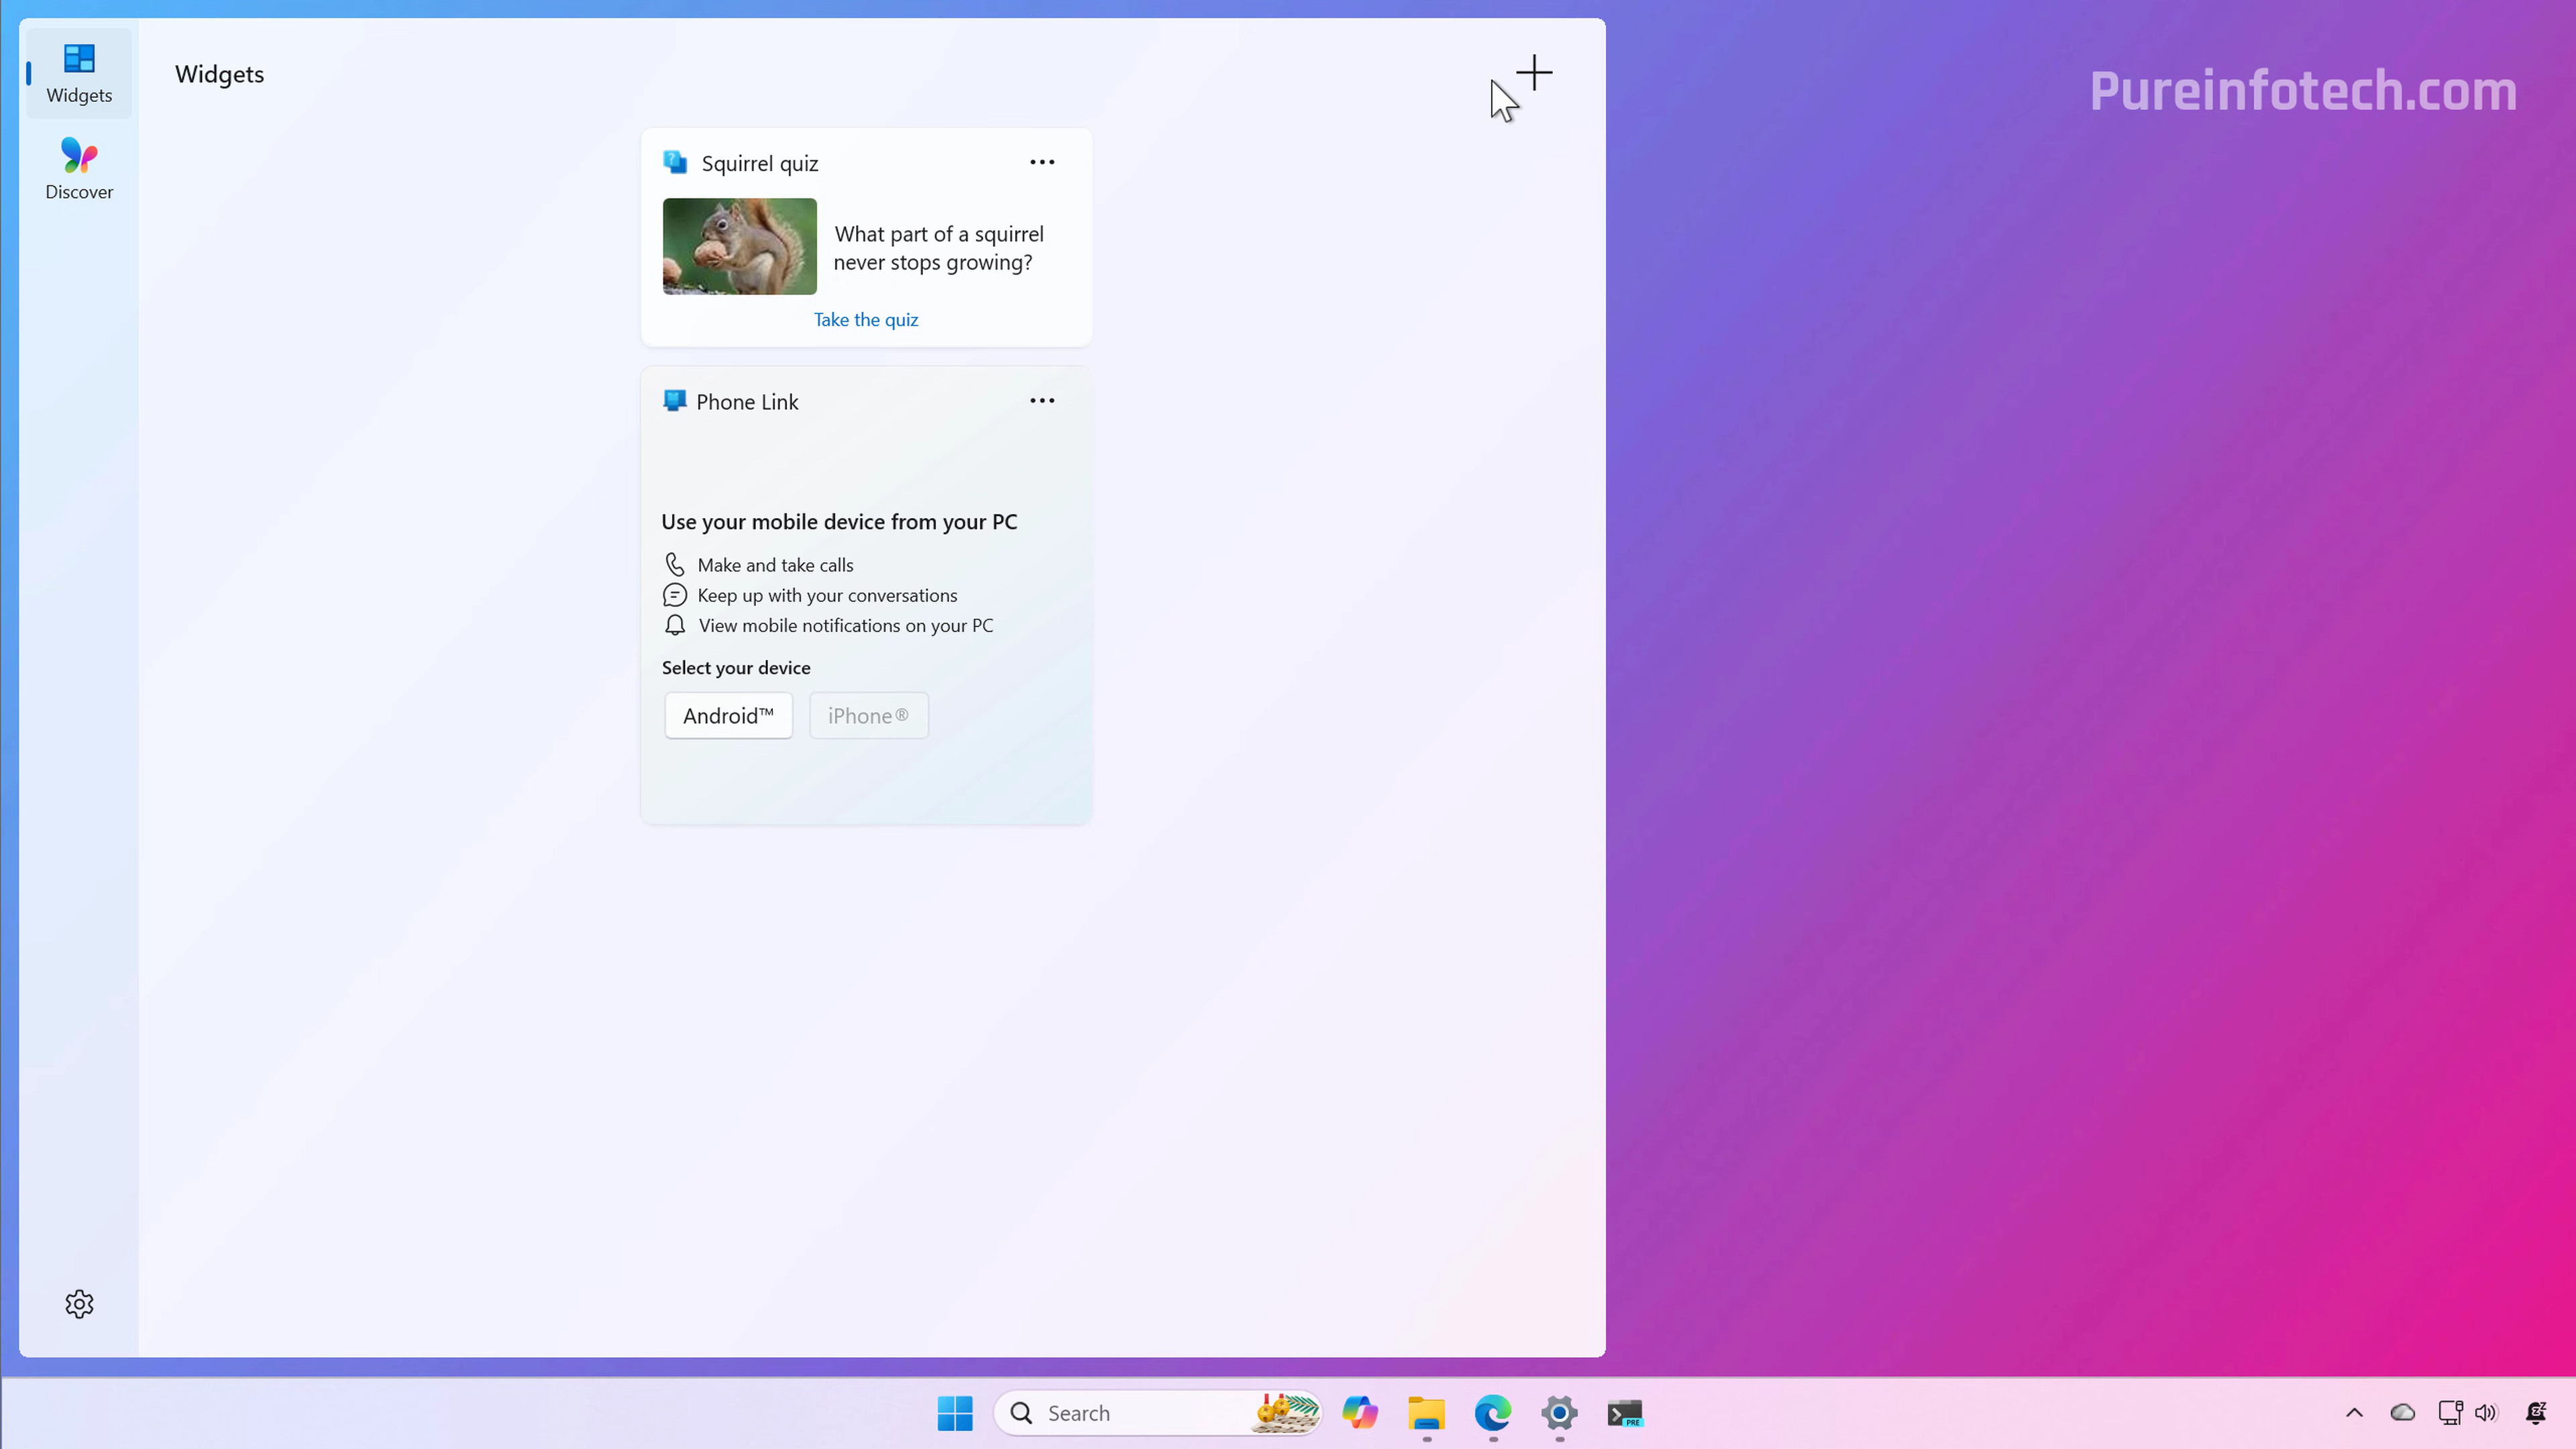 Widgets
Discover
Widgets
Pureinfotech.com
Squirrel quiz
What part of a squirrel
never stops growing?
Take the quiz
Phone Link
Use your mobile device from your PC
Make and take calls
Keep up with your conversations
View mobile notifications on your PC
Select your device
Android™
iPhone®
Search
PRE